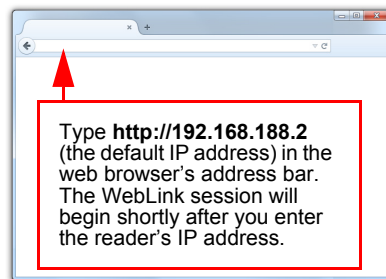 Type http://192.168.188.2
(the default IP address) in the
web browser's address bar.
The WebLink session will
begin shortly after you enter
the reader's IP address.